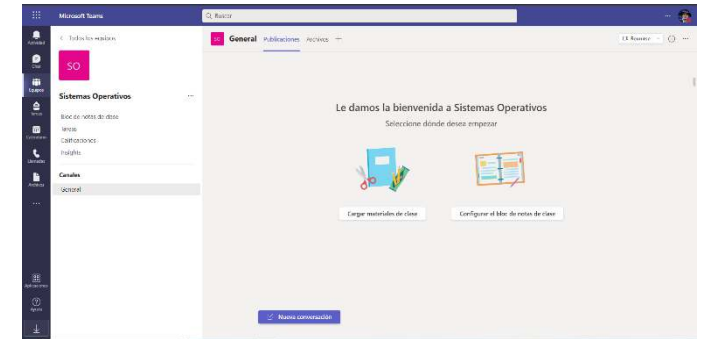 Microsoft Teams
Buscar
Actividad
Chat
Equipos
Tareas
Calendario
Llamadas
Archivos
Aplicaciones
Ayuda
Todos los equipos
SO
Sistemas Operativos
Bloc de notas de clase
Tareas
Calificaciones
Insights
Canales
General
SO
General Publicaciones Archivos
Reunirse
Le damos la bienvenida a Sistemas Operativos
Seleccione dónde desea empezar
Cargar materiales de clase
Configurar el bloc de notas de clase
Nueva conversación